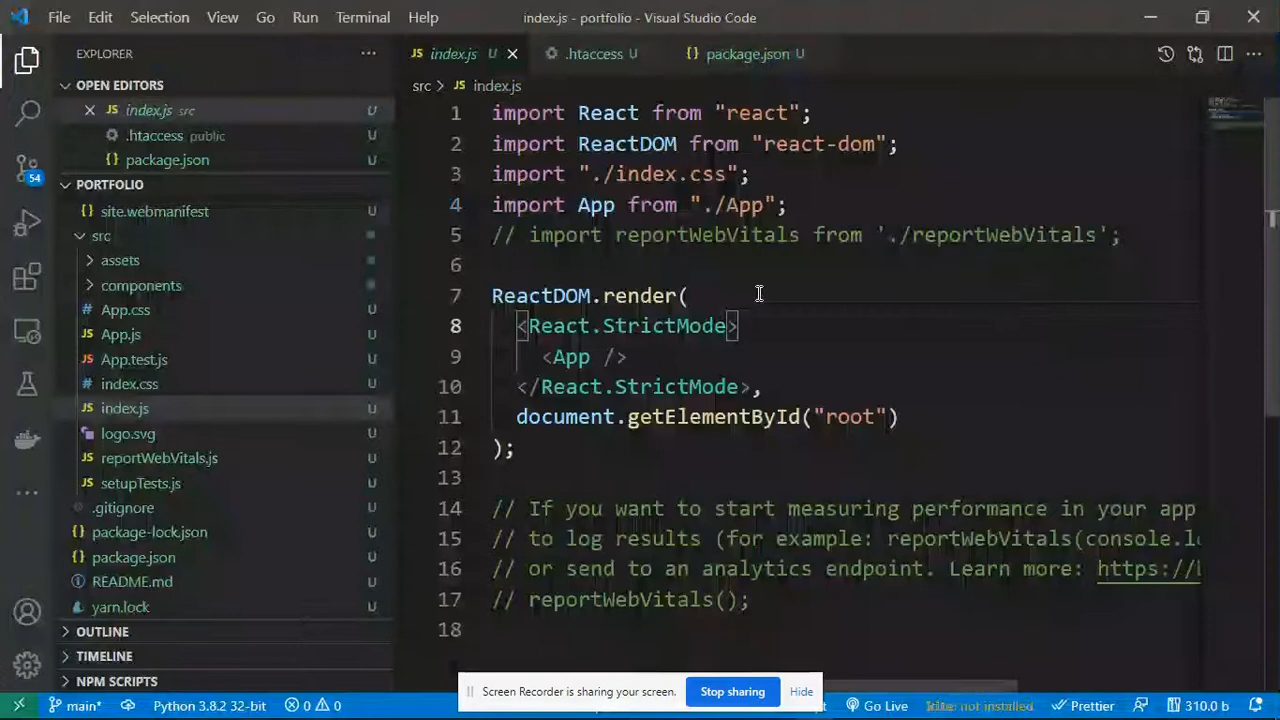 File Edit Selection View Go Run Terminal Help index.js - portfolio - Visual Studio Code
EXPLORER
OPEN EDITORS
index.js src U
.htaccess public U
package.json U
PORTFOLIO
site.webmanifest U
src
assets
components
App.css U
App.js U
App.test.js U
index.css U
index.js U
logo.svg U
reportWebVitals.js U
setupTests.js U
.gitignore U
package-lock.json U
package.json U
README.md U
yarn.lock U
OUTLINE
TIMELINE
NPM SCRIPTS
54
index.js U .htaccess U package.json U
src > index.js
1 import React from "react";
2 import ReactDOM from "react-dom";
3 import "./index.css";
4 import App from "./App";
5 // import reportWebVitals from './reportWebVitals';
6
7 ReactDOM.render(
8 <React.StrictMode>
9 <App />
10 </React.StrictMode>,
11 document.getElementById("root")
12 );
13
14 // If you want to start measuring performance in your app
15 // to log results (for example: reportWebVitals(console.l
16 // or send to an analytics endpoint. Learn more: https://
17 // reportWebVitals();
18
Screen Recorder is sharing your screen. Stop sharing Hide
main* Python 3.8.2 32-bit 0 0 Go Live not installed Prettier 310.0 b